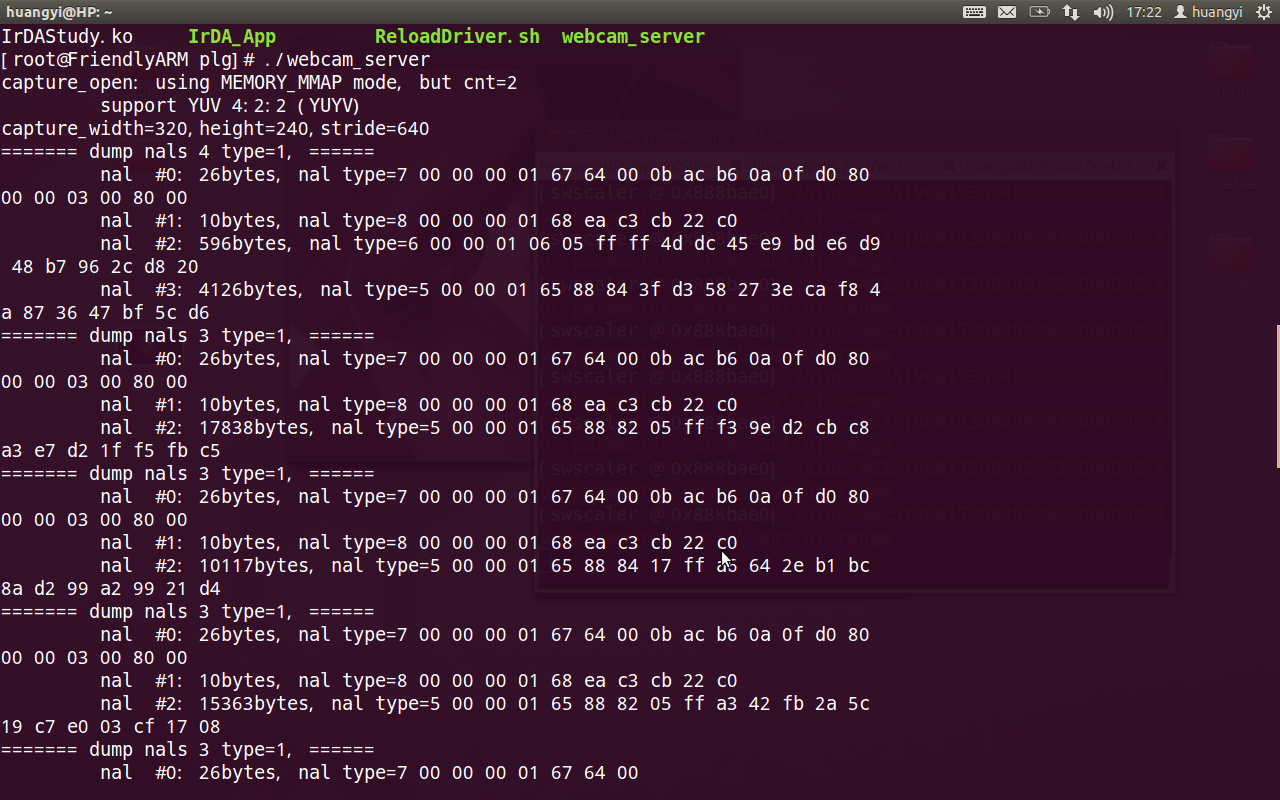 huangyi@HP: ~
17:22 huangyi
IrDAStudy.ko IrDA_App ReloadDriver.sh webcam_server
[root@FriendlyARM plg]# ./webcam_server
capture_open: using MEMORY_MMAP mode, but cnt=2
support YUV 4:2:2 (YUYV)
capture_width=320, height=240, stride=640
======= dump nals 4 type=1, ======
nal #0: 26bytes, nal type=7 00 00 00 01 67 64 00 0b ac b6 0a 0f d0 80
00 00 03 00 80 00
nal #1: 10bytes, nal type=8 00 00 00 01 68 ea c3 cb 22 c0
nal #2: 596bytes, nal type=6 00 00 01 06 05 ff ff 4d dc 45 e9 bd e6 d9
48 b7 96 2c d8 20
nal #3: 4126bytes, nal type=5 00 00 01 65 88 84 3f d3 58 27 3e ca f8 4
a 87 36 47 bf 5c d6
======= dump nals 3 type=1, ======
nal #0: 26bytes, nal type=7 00 00 00 01 67 64 00 0b ac b6 0a 0f d0 80
00 00 03 00 80 00
nal #1: 10bytes, nal type=8 00 00 00 01 68 ea c3 cb 22 c0
nal #2: 17838bytes, nal type=5 00 00 01 65 88 82 05 ff f3 9e d2 cb c8
a3 e7 d2 1f f5 fb c5
======= dump nals 3 type=1, ======
nal #0: 26bytes, nal type=7 00 00 00 01 67 64 00 0b ac b6 0a 0f d0 80
00 00 03 00 80 00
nal #1: 10bytes, nal type=8 00 00 00 01 68 ea c3 cb 22 c0
nal #2: 10117bytes, nal type=5 00 00 01 65 88 84 17 ff 64 2e b1 bc
8a d2 99 a2 99 21 d4
======= dump nals 3 type=1, ======
nal #0: 26bytes, nal type=7 00 00 00 01 67 64 00 0b ac b6 0a 0f d0 80
00 00 03 00 80 00
nal #1: 10bytes, nal type=8 00 00 00 01 68 ea c3 cb 22 c0
nal #2: 15363bytes, nal type=5 00 00 01 65 88 82 05 ff a3 42 fb 2a 5c
19 c7 e0 03 cf 17 08
======= dump nals 3 type=1, ======
nal #0: 26bytes, nal type=7 00 00 00 01 67 64 00